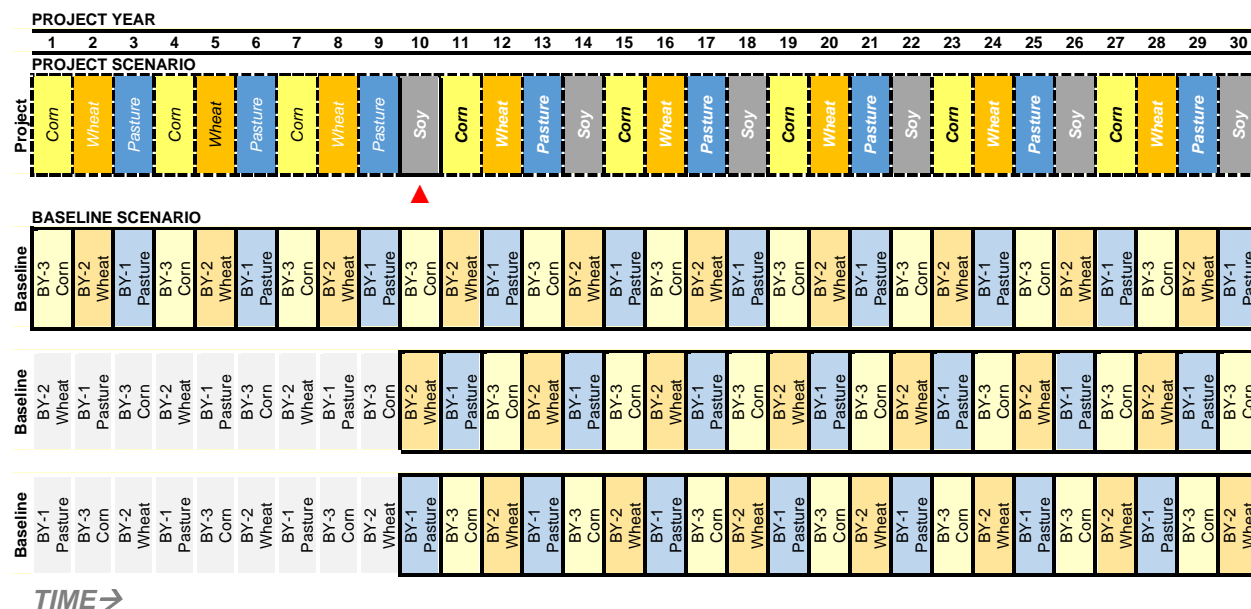 PROJECT YEAR
1 2 3 4 5 6 7 8 9 10 11 12 13 14 15 16 17 18 19 20 21 22 23 24 25 26 27 28 29 30
PROJECT SCENARIO
Project Corn Wheat Pasture Corn Wheat Pasture Corn Wheat Pasture Soy Corn Wheat Pasture Soy Corn Wheat Pasture Soy Corn Wheat Pasture Soy Corn Wheat Pasture Soy Corn Wheat Pasture Soy
BASELINE SCENARIO
Baseline BY-3 Corn BY-2 Wheat BY-1 Pasture BY-3 Corn BY-2 Wheat BY-1 Pasture BY-3 Corn BY-2 Wheat BY-1 Pasture BY-3 Corn BY-2 Wheat BY-1 Pasture BY-3 Corn BY-2 Wheat BY-1 Pasture BY-3 Corn BY-2 Wheat BY-1 Pasture BY-3 Corn BY-2 Wheat BY-1 Pasture BY-3 Corn BY-2 Wheat BY-1 Pasture BY-3 Corn BY-2 Wheat BY-1 Pasture BY-3 Corn BY-2 Wheat BY-1 Pasture
Baseline BY-2 Wheat BY-1 Pasture BY-3 Corn BY-2 Wheat BY-1 Pasture BY-3 Corn BY-2 Wheat BY-1 Pasture BY-3 Corn BY-2 Wheat BY-1 Pasture BY-3 Corn BY-2 Wheat BY-1 Pasture BY-3 Corn BY-2 Wheat BY-1 Pasture BY-3 Corn BY-2 Wheat BY-1 Pasture BY-3 Corn BY-2 Wheat BY-1 Pasture BY-3 Corn BY-2 Wheat BY-1 Pasture BY-3 Corn BY-2 Wheat BY-1 Pasture BY-3 Corn
Baseline BY-1 Pasture BY-3 Corn BY-2 Wheat BY-1 Pasture BY-3 Corn BY-2 Wheat BY-1 Pasture BY-3 Corn BY-2 Wheat BY-1 Pasture BY-3 Corn BY-2 Wheat BY-1 Pasture BY-3 Corn BY-2 Wheat BY-1 Pasture BY-3 Corn BY-2 Wheat BY-1 Pasture BY-3 Corn BY-2 Wheat BY-1 Pasture BY-3 Corn BY-2 Wheat BY-1 Pasture BY-3 Corn BY-2 Wheat BY-1 Pasture BY-3 Corn BY-2 Wheat
TIME→